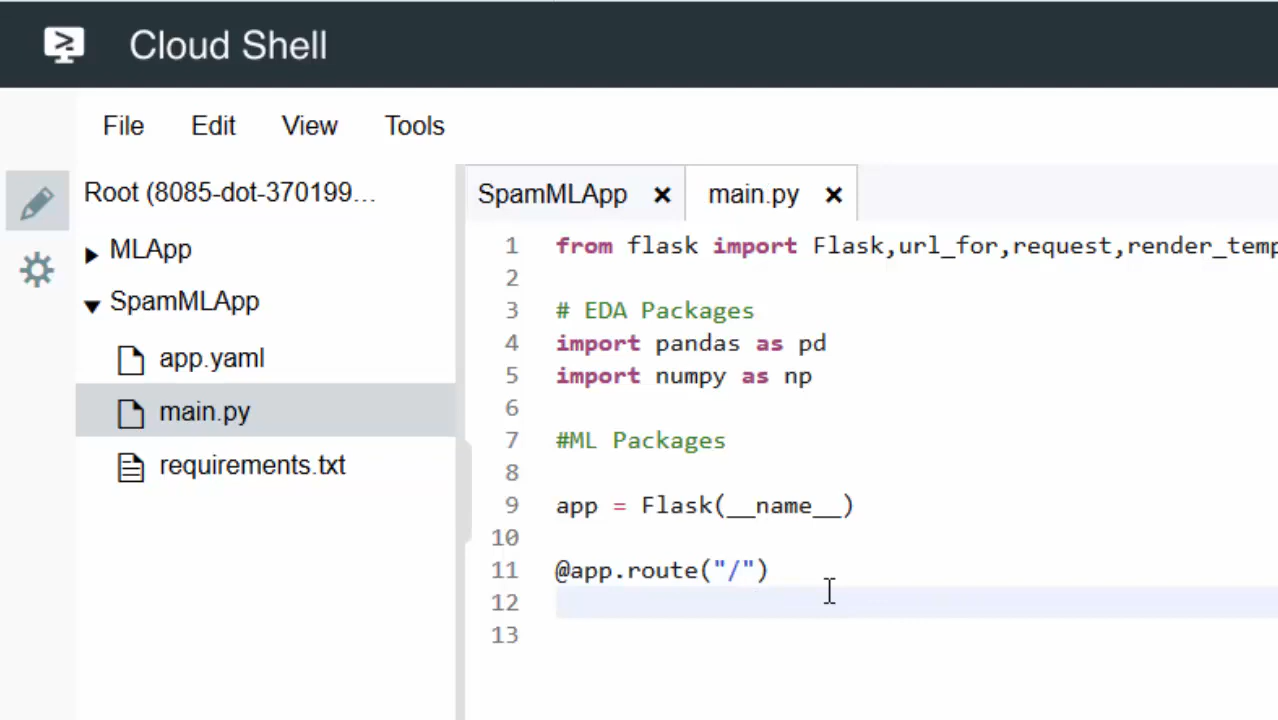 Cloud Shell
File Edit View Tools
Root (8085-dot-370199...
MLApp
SpamMLApp
app.yaml
main.py
requirements.txt
SpamMLApp × main.py ×
1 from flask import Flask,url_for,request,render_temp
2
3 # EDA Packages
4 import pandas as pd
5 import numpy as np
6
7 #ML Packages
8
9 app = Flask(__name__)
10
11 @app.route("/")
12
13